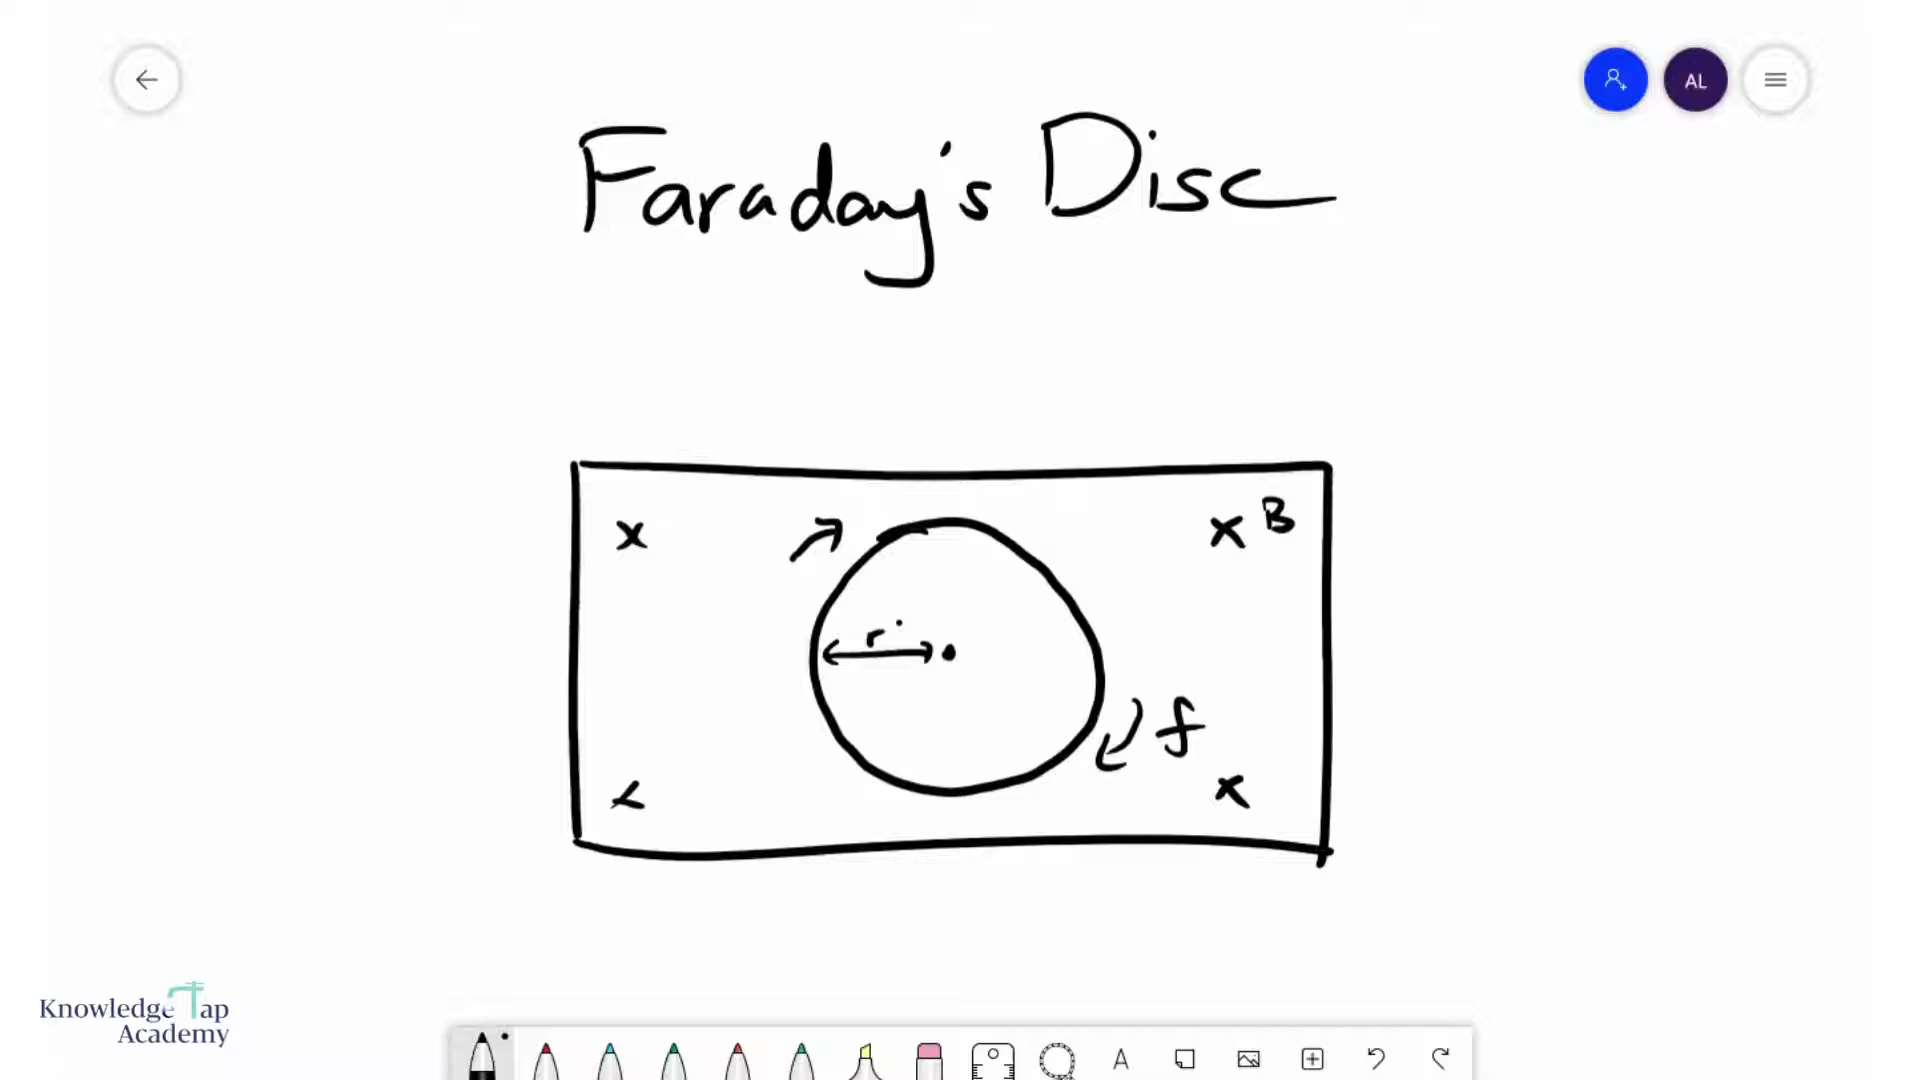 AL
Faraday's Disc
x
x B
r
f
x
x
Knowledge Tap
Academy
A